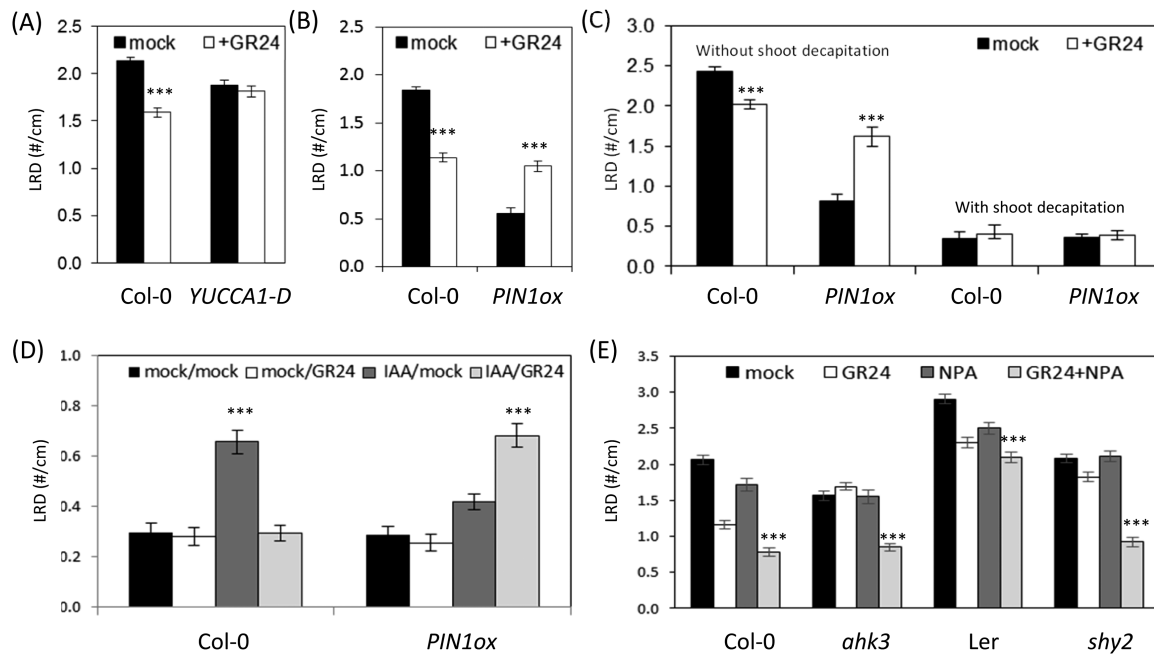 (A)
LRD (#/cm)
2.5
2.0
1.5
1.0
0.5
0.0
mock +GR24
***
Col-0 YUCCA1-D
(B)
LRD (#/cm)
2.5
2.0
1.5
1.0
0.5
0.0
mock +GR24
*** ***
Col-0 PIN1ox
(C)
LRD (#/cm)
3.0
2.5
2.0
1.5
1.0
0.5
0.0
mock +GR24
Without shoot decapitation
*** ***
With shoot decapitation
Col-0 PIN1ox Col-0 PIN1ox
(D)
LRD (#/cm)
1.0
0.8
0.6
0.4
0.2
0.0
mock/mock mock/GR24 IAA/mock IAA/GR24
*** ***
Col-0 PIN1ox
(E)
LRD (#/cm)
3.5
3.0
2.5
2.0
1.5
1.0
0.5
0.0
mock GR24 NPA GR24+NPA
*** *** *** ***
Col-0 ahk3 Ler shy2